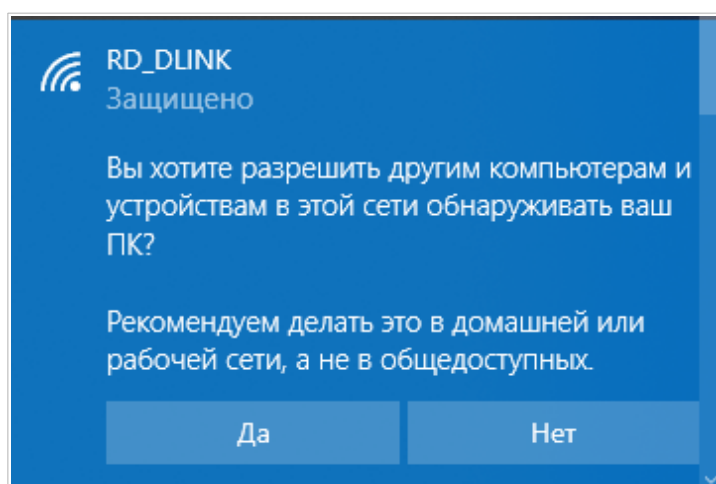 RD_DLINK
Защищено
Вы хотите разрешить другим компьютерам и
устройствам в этой сети обнаруживать ваш
ПК?
Рекомендуем делать это в домашней или
рабочей сети, а не в общедоступных.
Да Нет